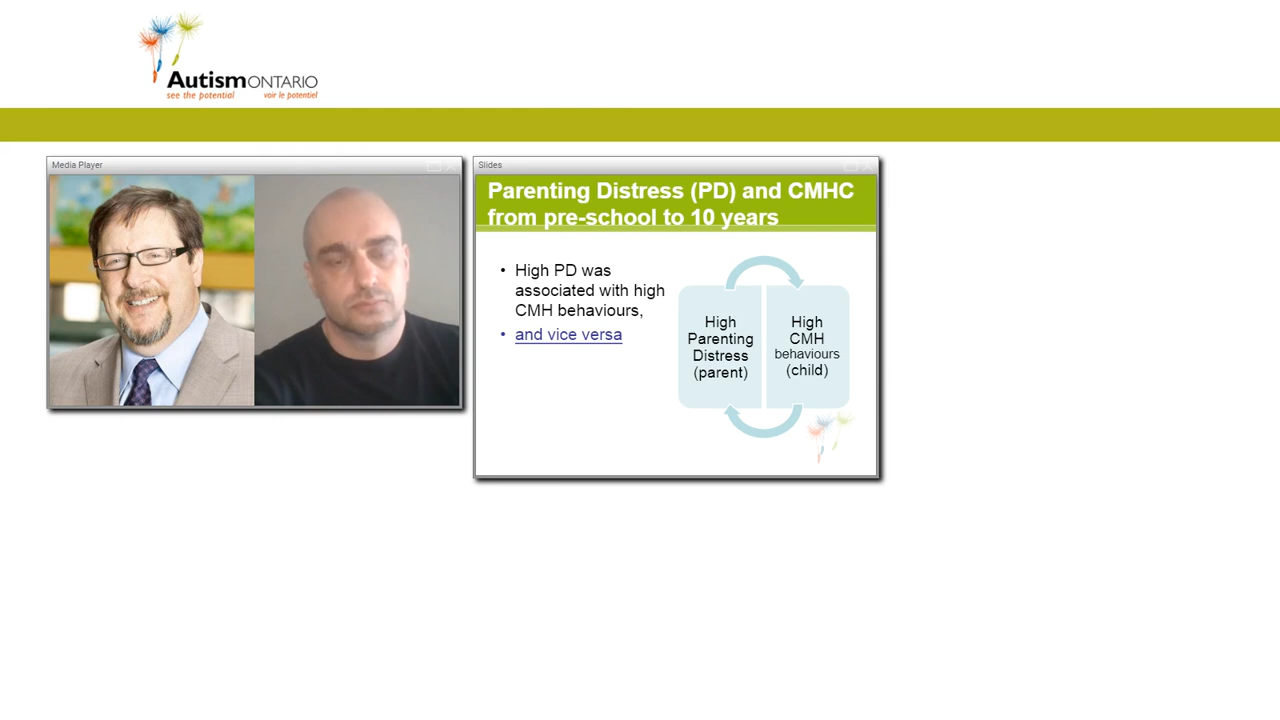 Autism ONTARIO
see the potential voir le potentiel
Media Player
Slides
Parenting Distress (PD) and CMHC
from pre-school to 10 years
• High PD was
associated with high
CMH behaviours,
• and vice versa
High
Parenting
Distress
(parent)
High
CMH
behaviours
(child)